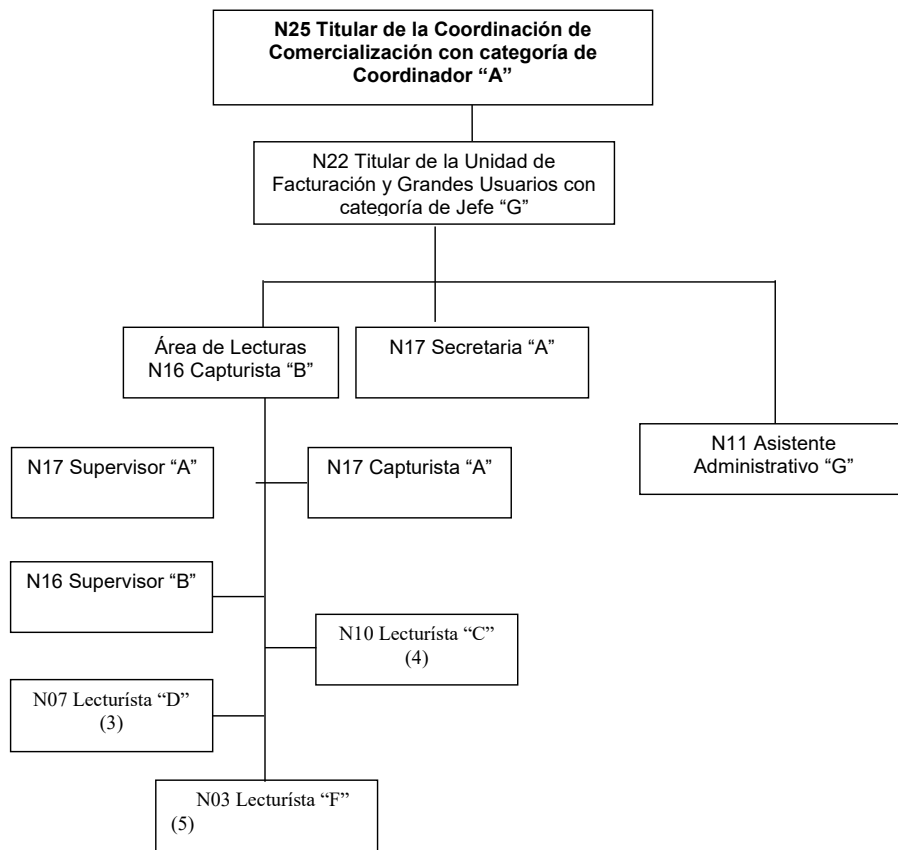 N25 Titular de la Coordinación de
Comercialización con categoría de
Coordinador “A”
N22 Titular de la Unidad de
Facturación y Grandes Usuarios con
categoría de Jefe “G”
Área de Lecturas
N16 Capturista “B”
N17 Secretaria “A”
N11 Asistente
Administrativo “G”
N17 Supervisor “A”
N17 Capturista “A”
N16 Supervisor “B”
N10 Lecturísta “C”
(4)
N07 Lecturísta “D”
(3)
N03 Lecturísta “F”
(5)